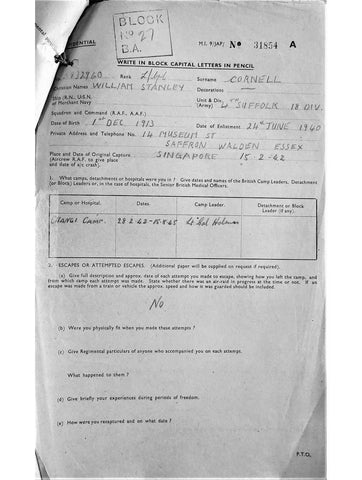 BLOCK
No 27
B.A.
M.I. 9/JAP/ No 31854 A
WRITE IN BLOCK CAPITAL LETTERS IN PENCIL
Rank L/Cpl Surname CORNELL
Christian Names WILLIAM STANLEY Decorations —
Ship (R.N., U.S.N. or Merchant Navy Unit & Div. (Army) 4TH SUFFOLK 18 DIV.
Squadron and Command (R.A.F., A.A.F.)
Date of Birth 1ST DEC 1913 Date of Enlistment 24TH JUNE 1940
Private Address and Telephone No. 14 MUSEUM ST
SAFFRON WALDEN ESSEX
Place and Date of Original Capture SINGAPORE 15-2-42
(Aircrew R.A.F. to give place and date of a/c crash).
1. What camps, detachments or hospitals were you in? Give dates and names of the British Camp Leaders, Detachment (or Block) Leaders or, in the case of hospitals, the Senior British Medical Officers.
Camp or Hospital. Dates. Camp Leader. Detachment or Block Leader (if any).
CHANGI CAMP. 28-2-42-15-8-45 Lt Col Holmes
2. ESCAPES OR ATTEMPTED ESCAPES. (Additional paper will be supplied on request if required).
(a) Give full description and approx. date of each attempt you made to escape, showing how you left the camp, and from which camp each attempt was made. State whether there was an air-raid in progress at the time or not. If an escape was made from a train or vehicle the approx. speed and how it was guarded should be included.
No
(b) Were you physically fit when you made these attempts?
(c) Give Regimental particulars of anyone who accompanied you on each attempt.
What happened to them?
(d) Give briefly your experiences during periods of freedom.
(e) How were you recaptured and on what date?
P.T.O.